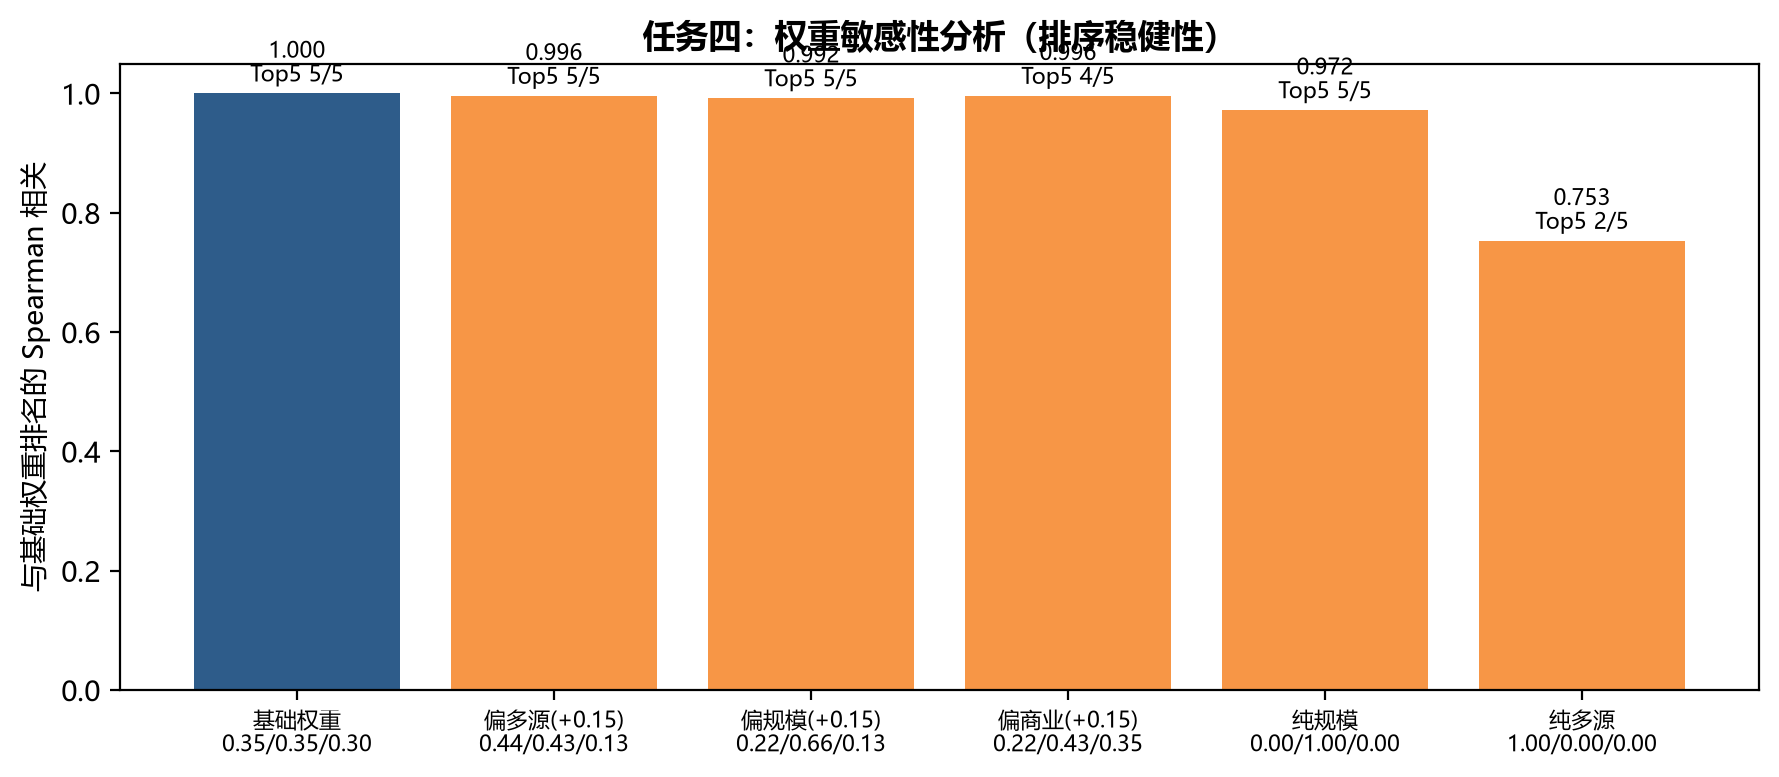 任务四：权重敏感性分析（排序稳健性）
1.000
Top5 5/5
0.996
Top5 5/5
0.992
Top5 5/5
0.996
Top5 4/5
0.972
Top5 5/5
0.753
Top5 2/5
与基础权重排名的 Spearman 相关
1.0
0.8
0.6
0.4
0.2
0.0
基础权重
0.35/0.35/0.30
偏多源(+0.15)
0.44/0.43/0.13
偏规模(+0.15)
0.22/0.66/0.13
偏商业(+0.15)
0.22/0.43/0.35
纯规模
0.00/1.00/0.00
纯多源
1.00/0.00/0.00